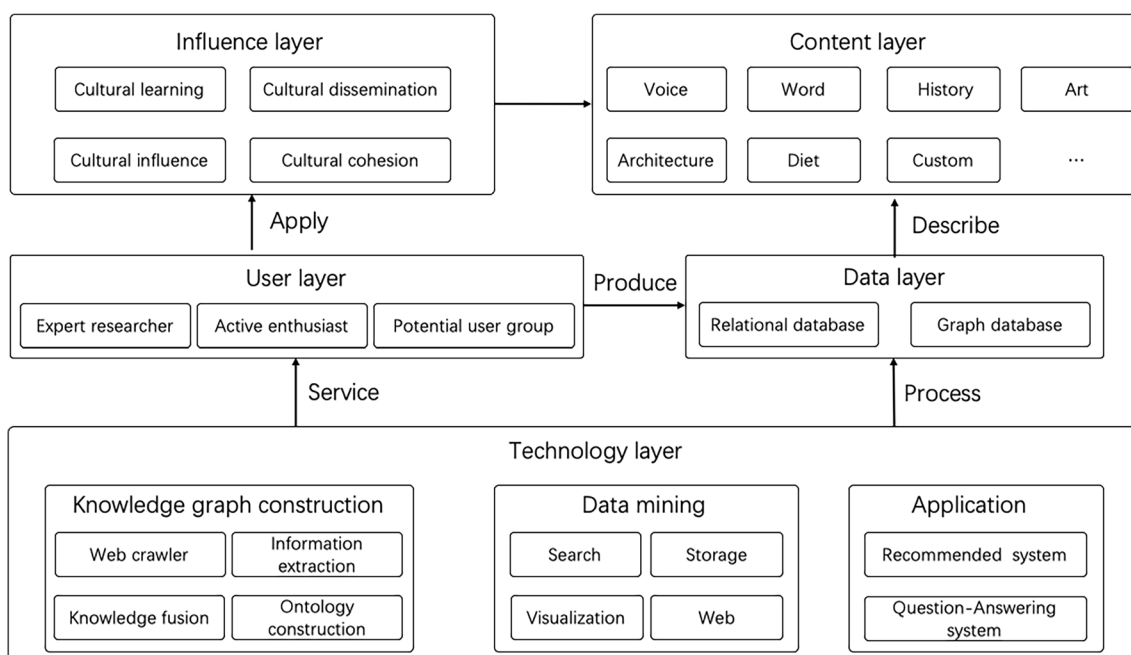 Influence layer
Cultural learning
Cultural dissemination
Cultural influence
Cultural cohesion
Content layer
Voice
Word
History
Art
Architecture
Diet
Custom
...
Apply
Describe
User layer
Expert researcher
Active enthusiast
Potential user group
Produce
Data layer
Relational database
Graph database
Service
Process
Technology layer
Knowledge graph construction
Web crawler
Information
extraction
Knowledge fusion
Ontology
construction
Data mining
Search
Storage
Visualization
Web
Application
Recommended system
Question-Answering
system